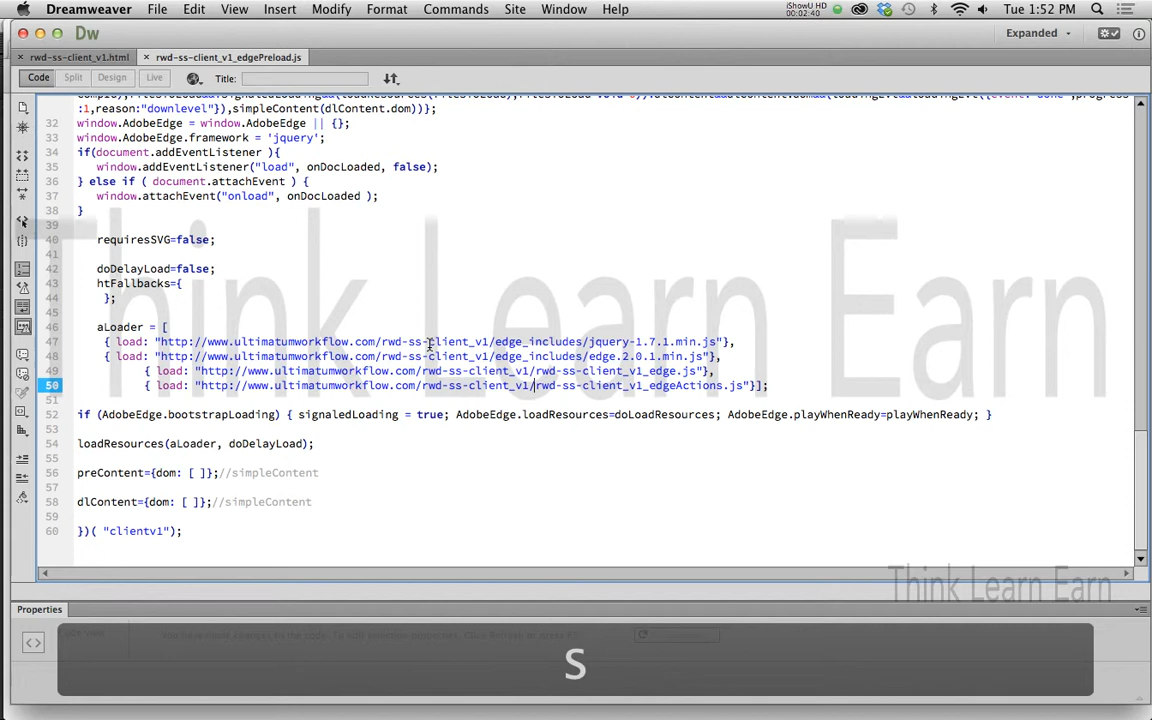 Dreamweaver File Edit View Insert Modify Format Commands Site Window Help iShowU HD 00:02:40 Tue 1:52 PM
Dw Expanded
rwd-ss-client_v1.html rwd-ss-client_v1_edgePreload.js
Code Split Design Live Title:
:1,reason:"downlevel"}),simpleContent(dlContent.dom))};
32 window.AdobeEdge = window.AdobeEdge || {};
33 window.AdobeEdge.framework = 'jquery';
34 if(document.addEventListener ){
35 window.addEventListener("load", onDocLoaded, false);
36 } else if ( document.attachEvent ) {
37 window.attachEvent("onload", onDocLoaded );
38 }
39
40 requiresSVG=false;
41
42 doDelayLoad=false;
43 htFallbacks={
44 };
45
46 aLoader = [
47 { load: "http://www.ultimatumworkflow.com/rwd-ss-client_v1/edge_includes/jquery-1.7.1.min.js"},
48 { load: "http://www.ultimatumworkflow.com/rwd-ss-client_v1/edge_includes/edge.2.0.1.min.js"},
49 { load: "http://www.ultimatumworkflow.com/rwd-ss-client_v1/rwd-ss-client_v1_edge.js"},
50 { load: "http://www.ultimatumworkflow.com/rwd-ss-client_v1/rwd-ss-client_v1_edgeActions.js"}];
51
52 if (AdobeEdge.bootstrapLoading) { signaledLoading = true; AdobeEdge.loadResources=doLoadResources; AdobeEdge.playWhenReady=playWhenReady; }
53
54 loadResources(aLoader, doDelayLoad);
55
56 preContent={dom: [ ]};//simpleContent
57
58 dlContent={dom: [ ]};//simpleContent
59
60 })( "clientv1");
Think Learn Earn
Think Learn Earn
Properties
S